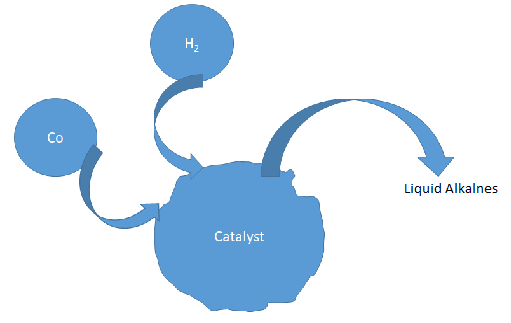 H₂
Co
Liquid Alkalnes
Catalyst